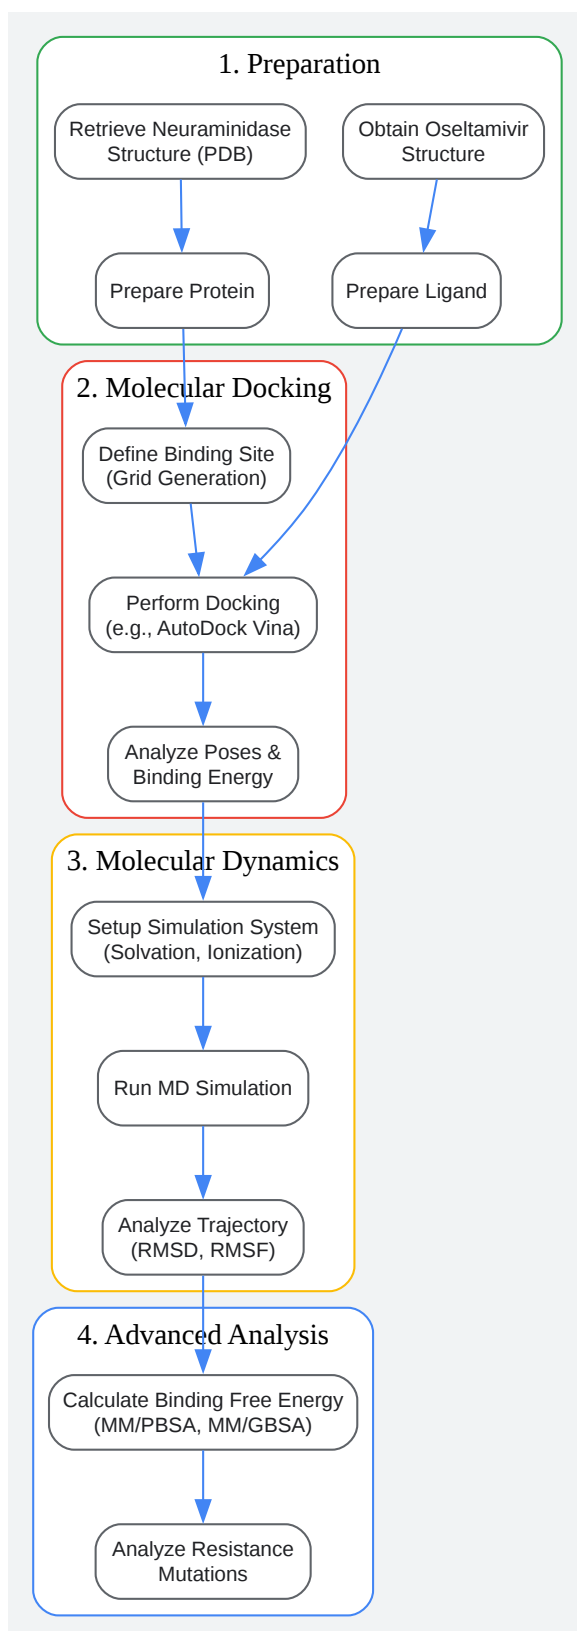 1. Preparation
Retrieve Neuraminidase
Structure (PDB)
Obtain Oseltamivir
Structure
Prepare Protein
Prepare Ligand
2. Molecular Docking
Define Binding Site
(Grid Generation)
Perform Docking
(e.g., AutoDock Vina)
Analyze Poses &
Binding Energy
3. Molecular Dynamics
Setup Simulation System
(Solvation, Ionization)
Run MD Simulation
Analyze Trajectory
(RMSD, RMSF)
4. Advanced Analysis
Calculate Binding Free Energy
(MM/PBSA, MM/GBSA)
Analyze Resistance
Mutations